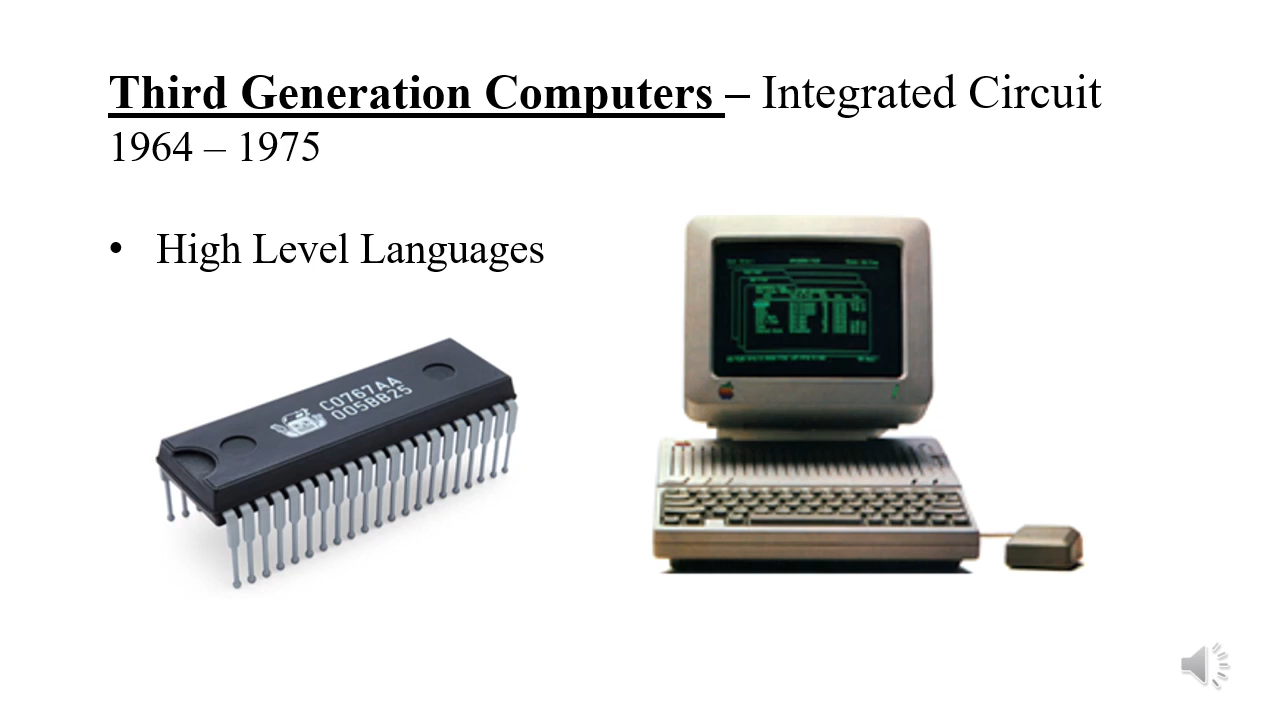 Third Generation Computers – Integrated Circuit
1964 – 1975
• High Level Languages
C0767AA
005BB25